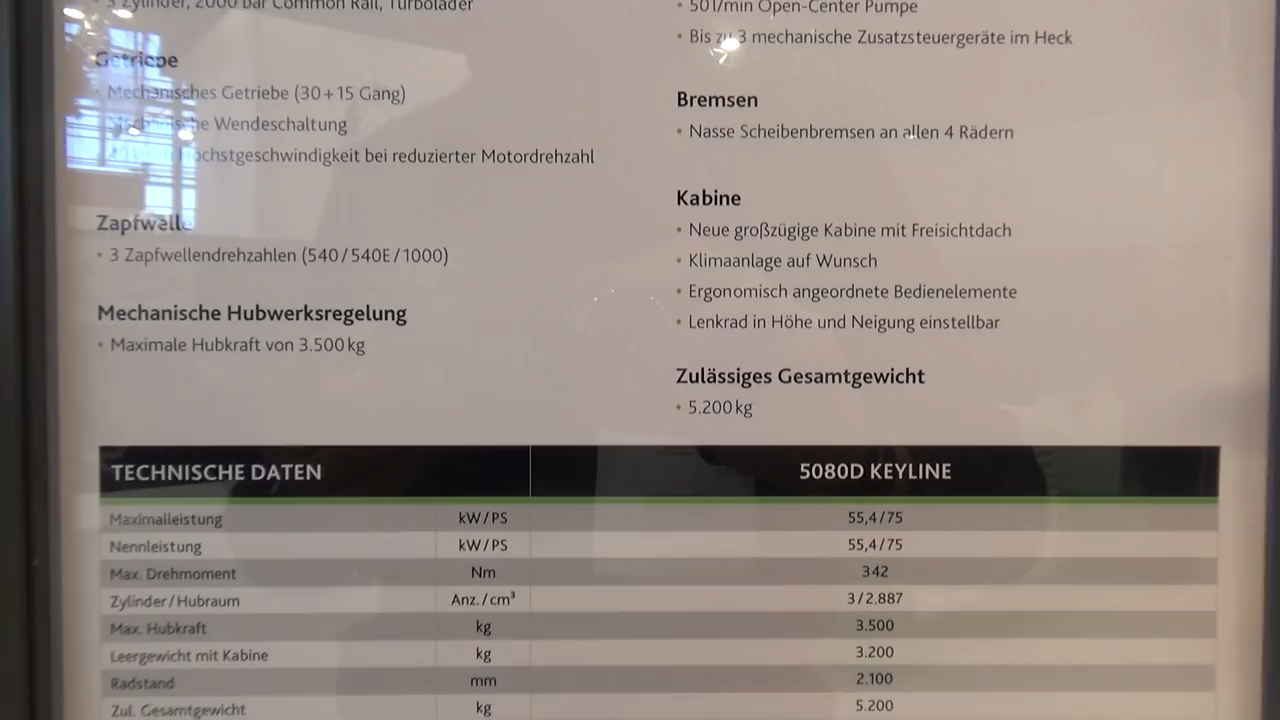 3 Zylinder, 2000 bar Common Rail, Turbolader
Getriebe
• Mechanisches Getriebe (30+15 Gang)
Wendeschaltung
Höchstgeschwindigkeit bei reduzierter Motordrehzahl
Zapfwelle
• 3 Zapfwellendrehzahlen (540/540E/1000)
Mechanische Hubwerksregelung
• Maximale Hubkraft von 3.500 kg
• 50 l/min Open-Center Pumpe
• Bis zu 3 mechanische Zusatzsteuergeräte im Heck
Bremsen
• Nasse Scheibenbremsen an allen 4 Rädern
Kabine
• Neue großzügige Kabine mit Freisichtdach
• Klimaanlage auf Wunsch
• Ergonomisch angeordnete Bedienelemente
• Lenkrad in Höhe und Neigung einstellbar
Zulässiges Gesamtgewicht
• 5.200 kg
TECHNISCHE DATEN 5080D KEYLINE
Maximalleistung kW/PS 55,4/75
Nennleistung kW/PS 55,4/75
Max. Drehmoment Nm 342
Zylinder/Hubraum Anz./cm³ 3/2.887
Max. Hubkraft kg 3.500
Leergewicht mit Kabine kg 3.200
Radstand mm 2.100
Zul. Gesamtgewicht kg 5.200